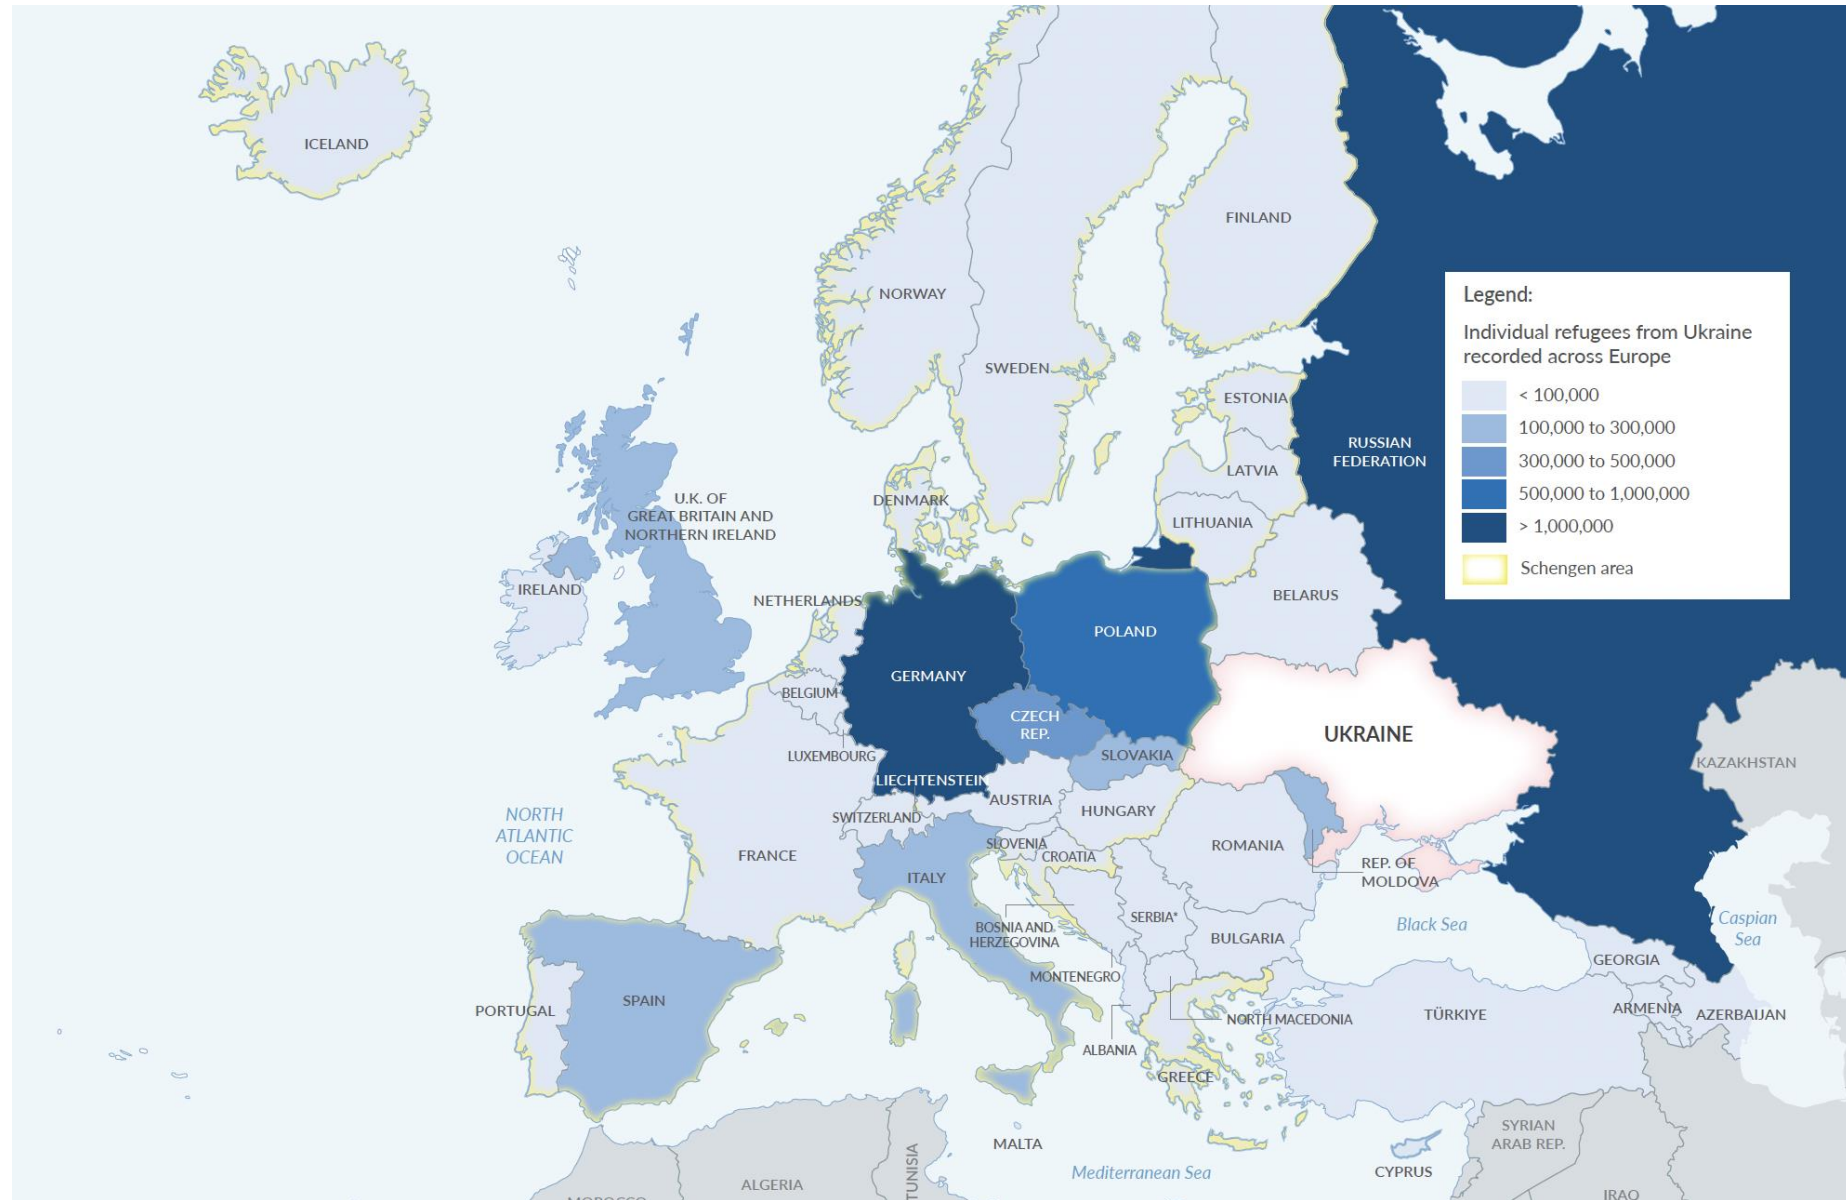 ICELAND
FINLAND
NORWAY
SWEDEN
Legend:
Individual refugees from Ukraine
recorded across Europe
< 100,000
100,000 to 300,000
300,000 to 500,000
500,000 to 1,000,000
> 1,000,000
Schengen area
ESTONIA
RUSSIAN
FEDERATION
LATVIA
DENMARK
U.K. OF
GREAT BRITAIN AND
NORTHERN IRELAND
LITHUANIA
IRELAND
NETHERLANDS
BELARUS
POLAND
GERMANY
BELGIUM
CZECH
REP.
UKRAINE
LUXEMBOURG
SLOVAKIA
KAZAKHSTAN
LIECHTENSTEIN
AUSTRIA
HUNGARY
SWITZERLAND
NORTH
ATLANTIC
OCEAN
SLOVENIA
CROATIA
ROMANIA
FRANCE
REP. OF
MOLDOVA
ITALY
BOSNIA AND
HERZEGOVINA
SERBIA*
BULGARIA
Black Sea
Caspian
Sea
GEORGIA
MONTENEGRO
PORTUGAL
SPAIN
NORTH MACEDONIA
TÜRKIYE
ARMENIA
AZERBAIJAN
ALBANIA
GREECE
MALTA
SYRIAN
ARAB REP.
Mediterranean Sea
CYPRUS
ALGERIA
TUNISIA
MOROCCO
IRAQ